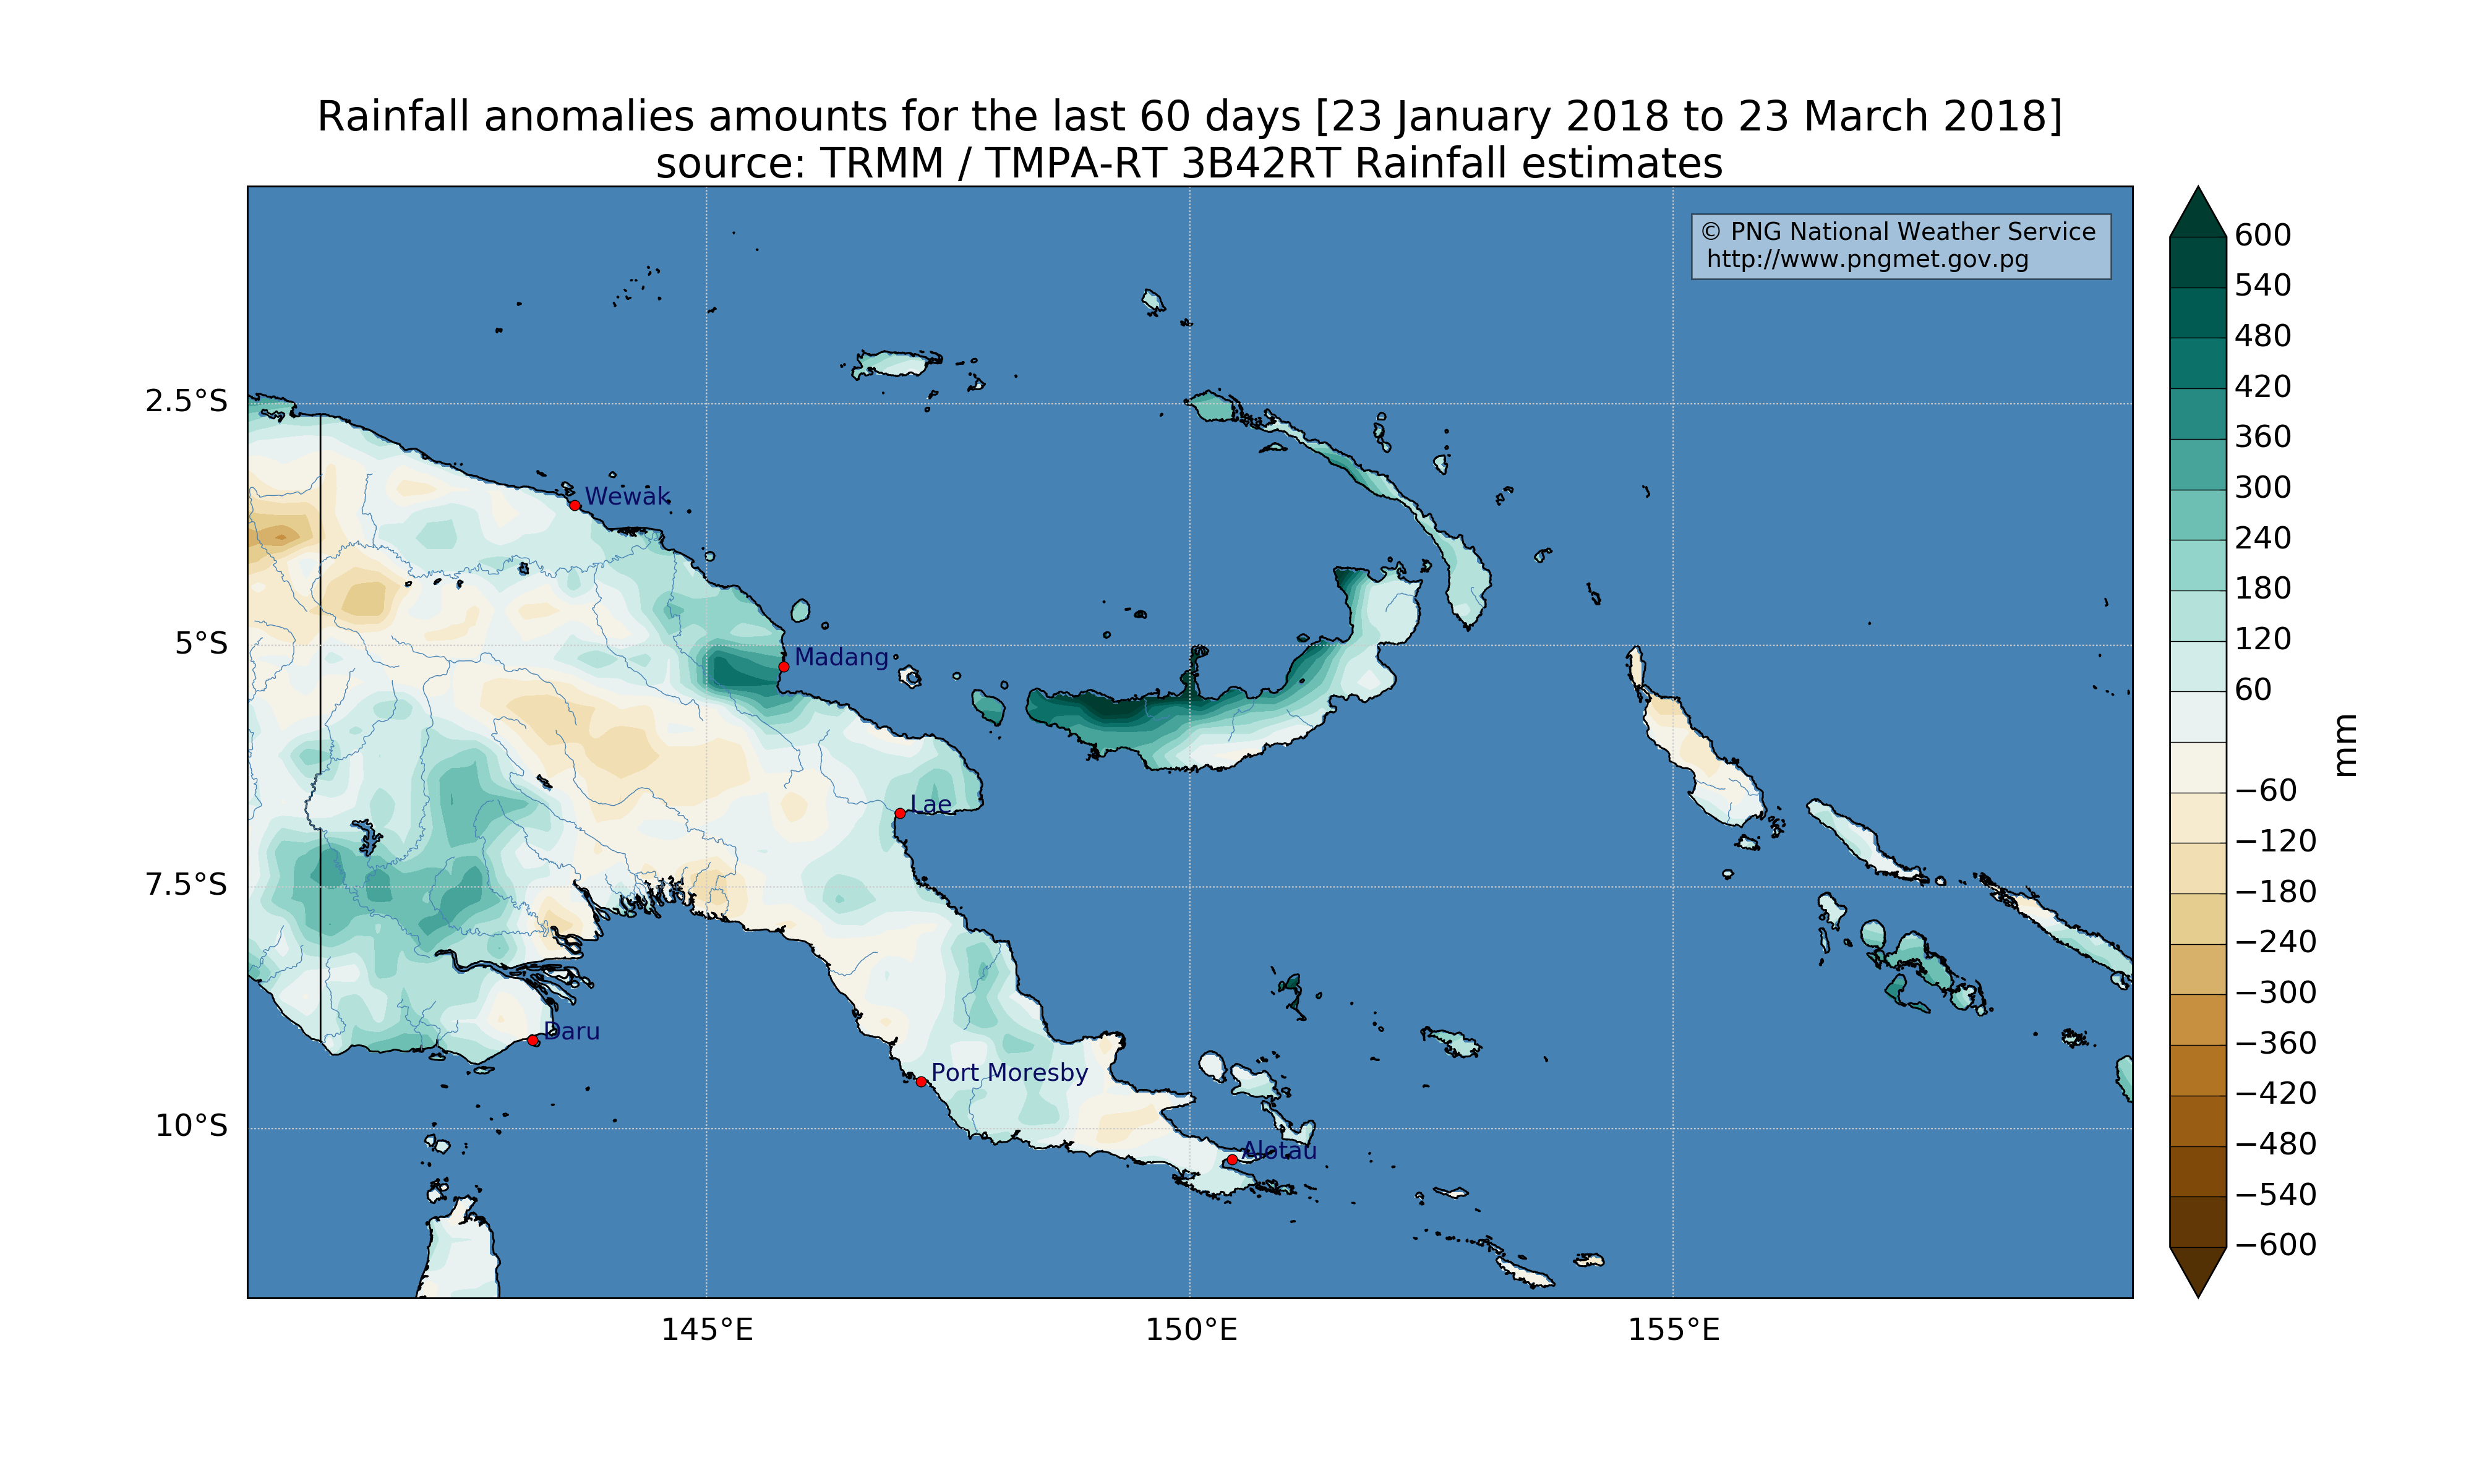 Rainfall anomalies amounts for the last 60 days [23 January 2018 to 23 March 2018]
source: TRMM / TMPA-RT 3B42RT Rainfall estimates
© PNG National Weather Service
http://www.pngmet.gov.pg
2.5°S
5°S
7.5°S
10°S
Wewak
Madang
Lae
Daru
Port Moresby
Alotau
145°E
150°E
155°E
600
540
480
420
360
300
240
180
120
60
−60
−120
−180
−240
−300
−360
−420
−480
−540
−600
mm